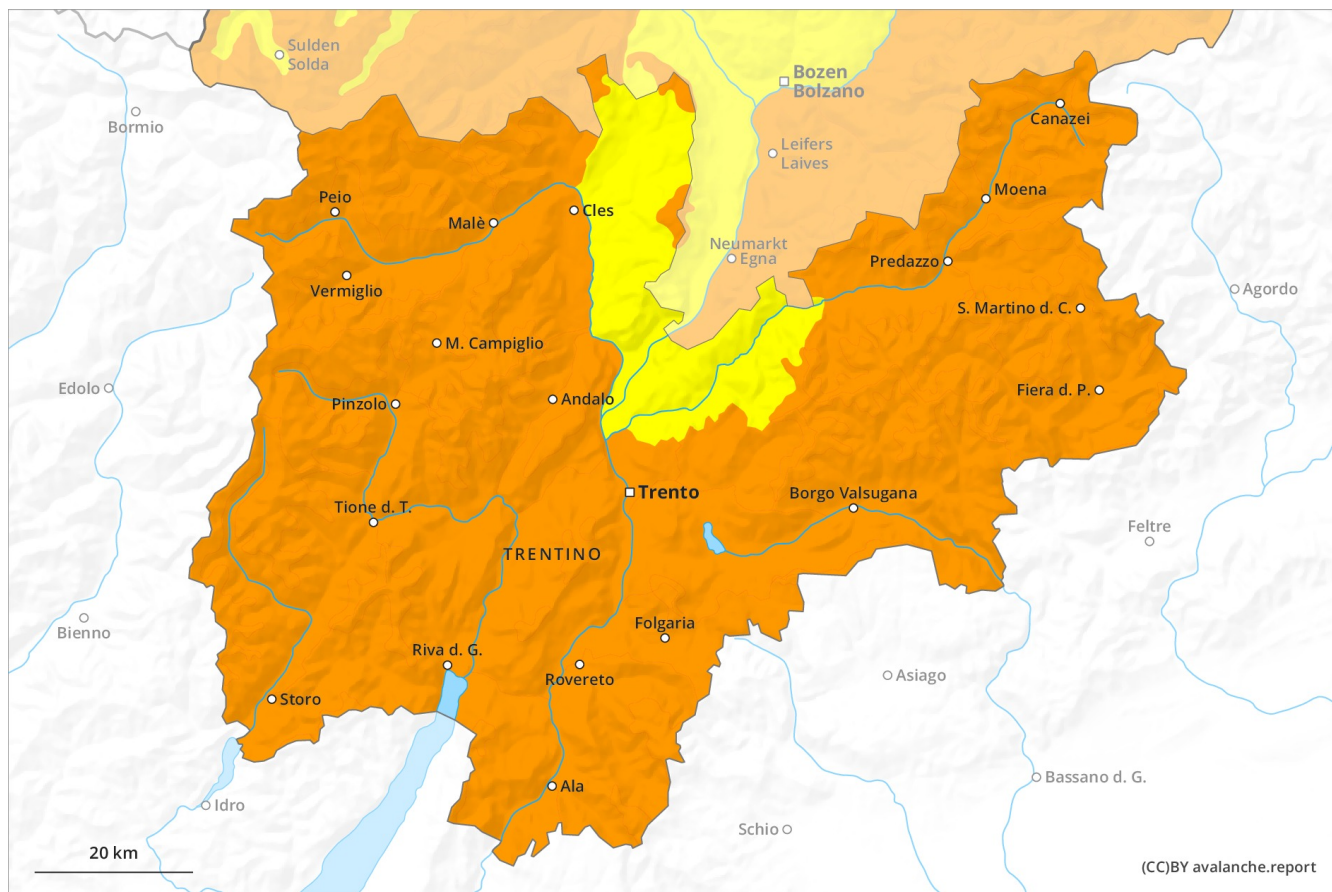 Sulden
Solda
Bozen
Bolzano
Bormio
Canazei
Leifers
Laives
Peio
Moena
Malè
Cles
Neumarkt
Egna
Predazzo
Vermiglio
Agordo
S. Martino d. C.
M. Campiglio
Edolo
Fiera d. P.
Andalo
Pinzolo
Trento
Borgo Valsugana
Tione d. T.
Feltre
TRENTINO
Bienno
Folgaria
Riva d. G.
Asiago
Rovereto
Storo
Bassano d. G.
Ala
Idro
Schio
20 km
(CC)BY avalanche.report